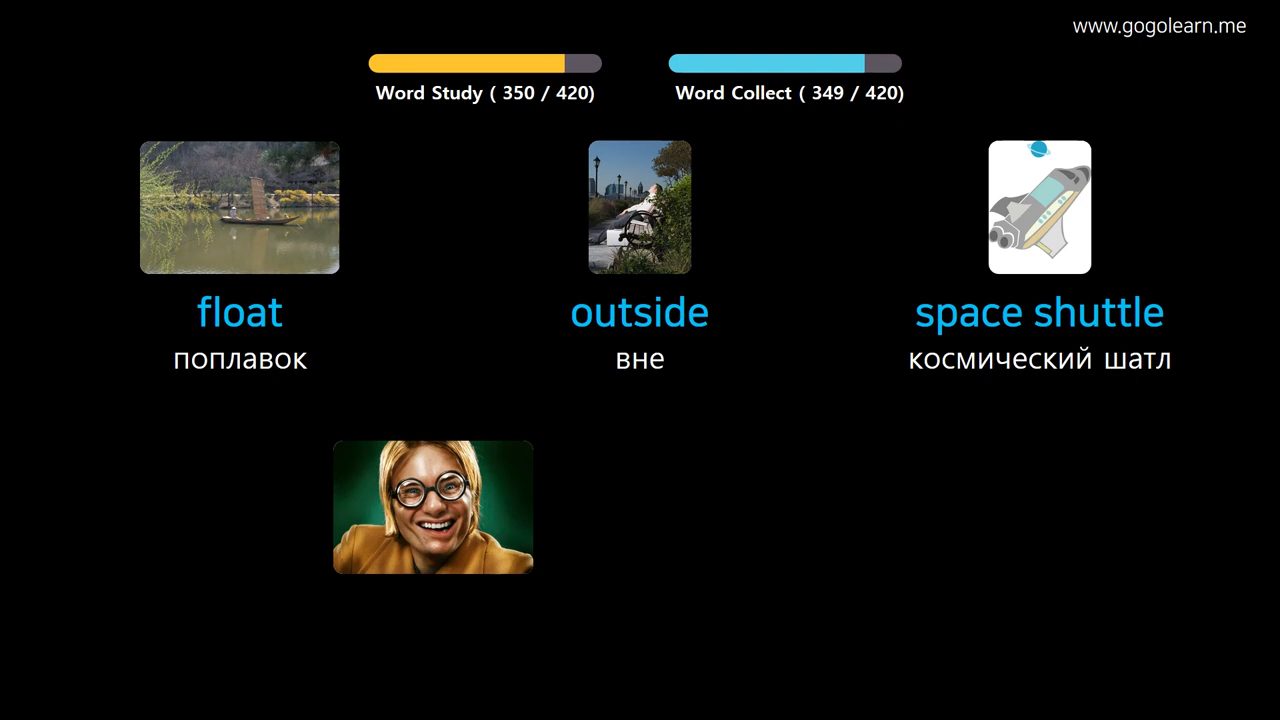 www.gogolearn.me
Word Study ( 350 / 420)
Word Collect ( 349 / 420)
float
outside
space shuttle
поплавок
вне
космический шатл